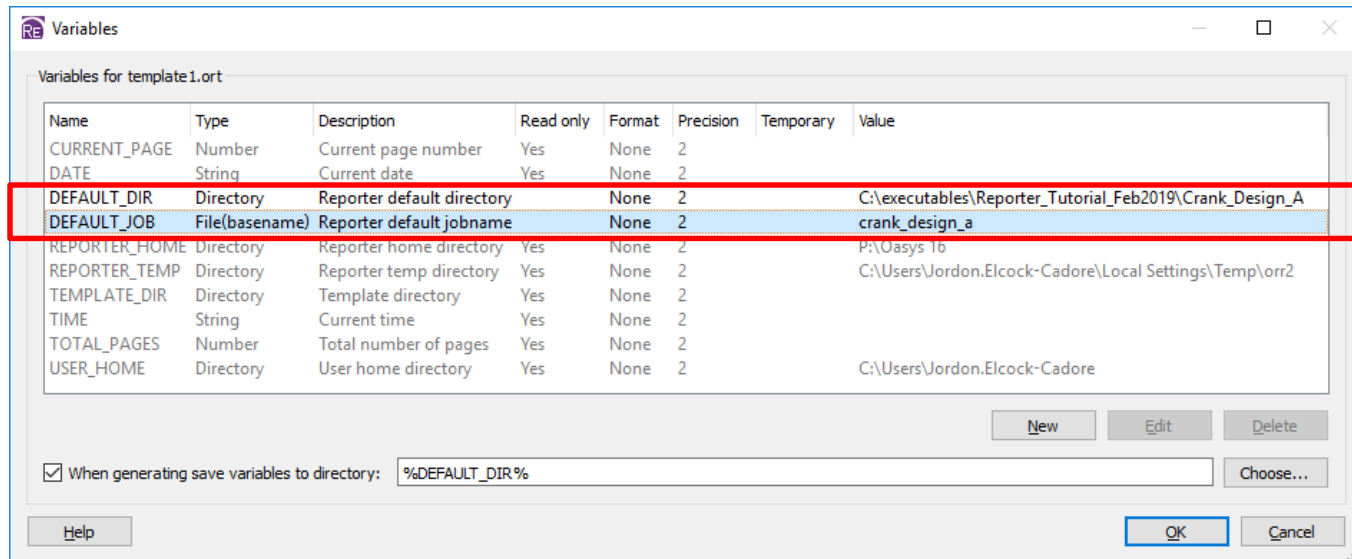 RE Variables
Variables for template1.ort
Name Type Description Read only Format Precision Temporary Value
CURRENT_PAGE Number Current page number Yes None 2
DATE String Current date Yes None 2
DEFAULT_DIR Directory Reporter default directory None 2 C:\executables\Reporter_Tutorial_Feb2019\Crank_Design_A
DEFAULT_JOB File(basename) Reporter default jobname None 2 crank_design_a
REPORTER_HOME Directory Reporter home directory Yes None 2 P:\Oasys 16
REPORTER_TEMP Directory Reporter temp directory Yes None 2 C:\Users\Jordon.Elcock-Cadore\Local Settings\Temp\orr2
TEMPLATE_DIR Directory Template directory Yes None 2
TIME String Current time Yes None 2
TOTAL_PAGES Number Total number of pages Yes None 2
USER_HOME Directory User home directory Yes None 2 C:\Users\Jordon.Elcock-Cadore
New Edit Delete
When generating save variables to directory: %DEFAULT_DIR% Choose...
Help OK Cancel